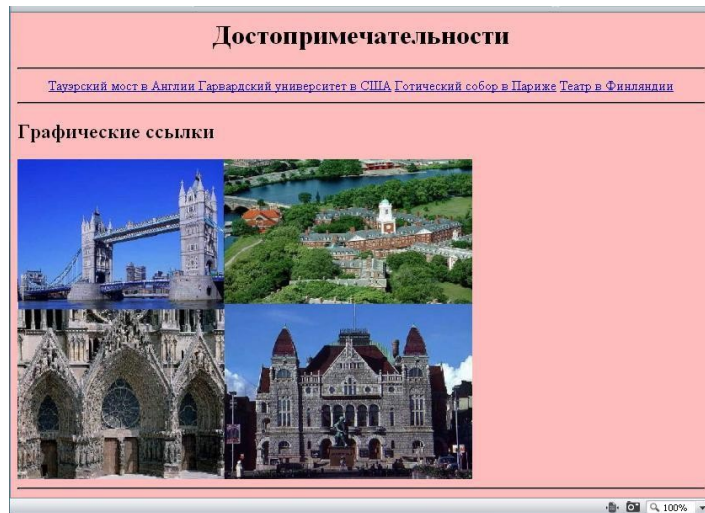 Достопримечательности
Тауэрский мост в Англии Гарвардский университет в США Готический собор в Париже Театр в Финляндии
Графические ссылки
100%